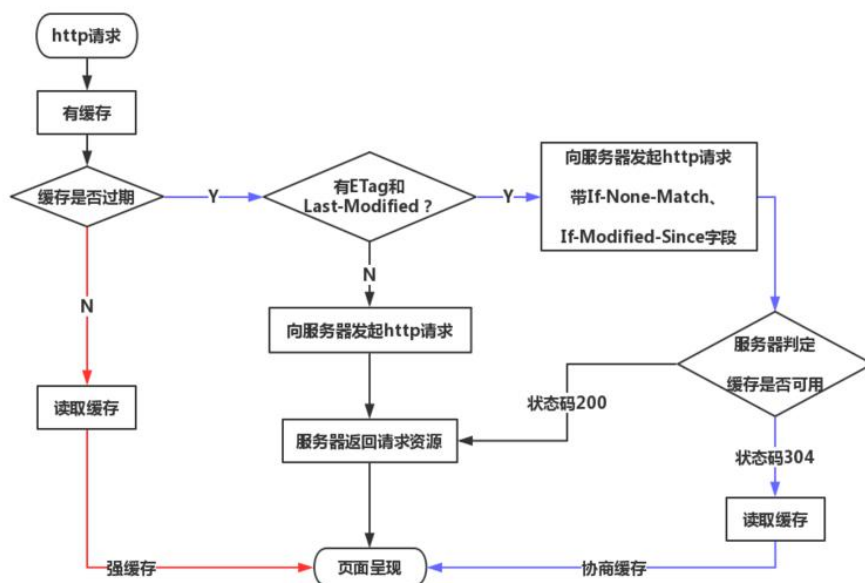 http请求
有缓存
缓存是否过期
Y
有ETag和
Last-Modified？
Y
向服务器发起http请求
带If-None-Match、
If-Modified-Since字段
N
N
向服务器发起http请求
服务器判定
缓存是否可用
读取缓存
状态码200
服务器返回请求资源
状态码304
读取缓存
强缓存
页面呈现
协商缓存